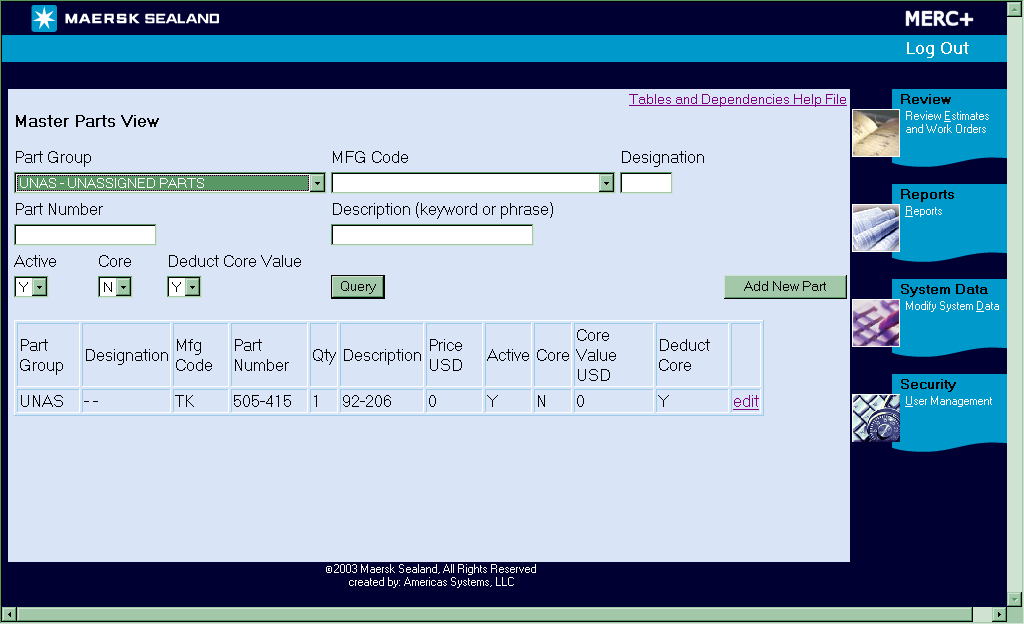 MAERSK SEALAND
MERC+
Log Out
Tables and Dependencies Help File
Master Parts View
Part Group MFG Code Designation
UNAS - UNASSIGNED PARTS
Part Number Description (keyword or phrase)
Active Core Deduct Core Value
Y N Y Query Add New Part
Part Group Designation Mfg Code Part Number Qty Description Price USD Active Core Core Value USD Deduct Core
UNAS - - TK 505-415 1 92-206 0 Y N 0 Y edit
Review
Review Estimates
and Work Orders
Reports
Reports
System Data
Modify System Data
Security
User Management
©2003 Maersk Sealand, All Rights Reserved
created by: Americas Systems, LLC